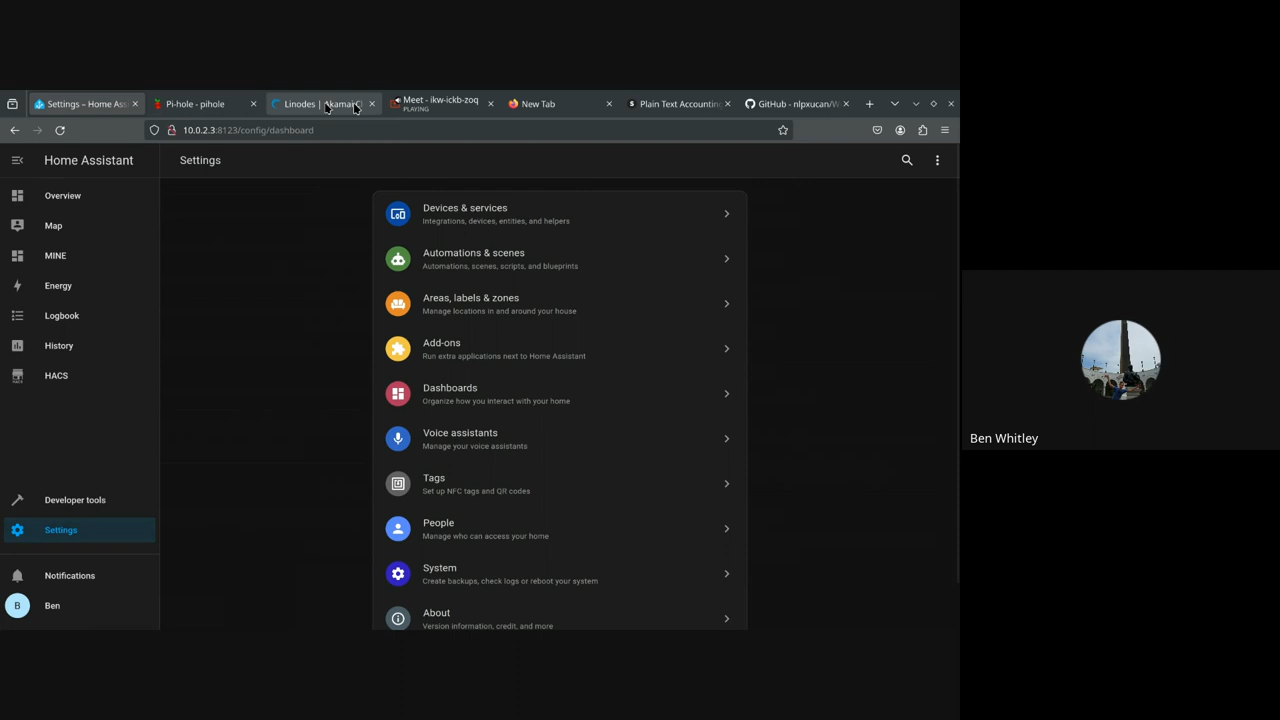 Settings – Home Ass
Pi-hole - pihole
Linodes | Akamai C
Meet - ikw-ickb-zoq
PLAYING
New Tab
Plain Text Accounting
GitHub - nlpxucan/W
10.0.2.3:8123/config/dashboard
Home Assistant
Settings
Overview
Map
MINE
Energy
Logbook
History
HACS
Developer tools
Settings
Notifications
B
Ben
Devices & services
Integrations, devices, entities, and helpers
Automations & scenes
Automations, scenes, scripts, and blueprints
Areas, labels & zones
Manage locations in and around your house
Add-ons
Run extra applications next to Home Assistant
Dashboards
Organize how you interact with your home
Voice assistants
Manage your voice assistants
Tags
Set up NFC tags and QR codes
People
Manage who can access your home
System
Create backups, check logs or reboot your system
About
Version information, credit, and more
Ben Whitley